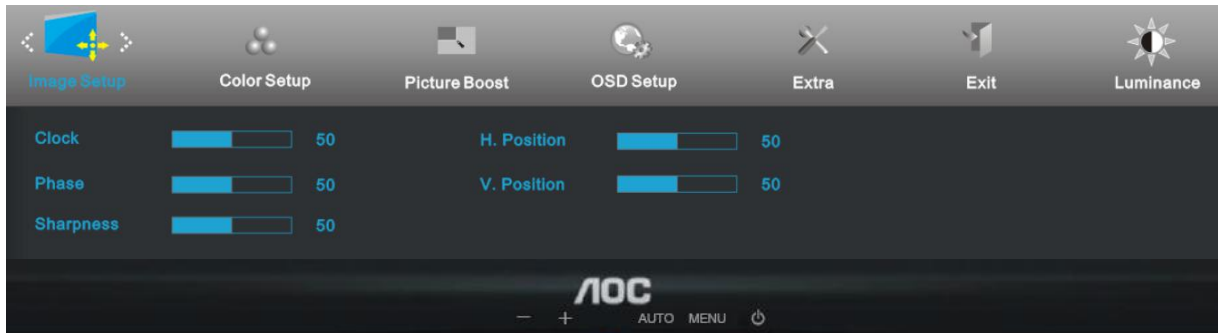 Image Setup Color Setup Picture Boost OSD Setup Extra Exit Luminance
Clock 50 H. Position 50
Phase 50 V. Position 50
Sharpness 50
AOC
− + AUTO MENU